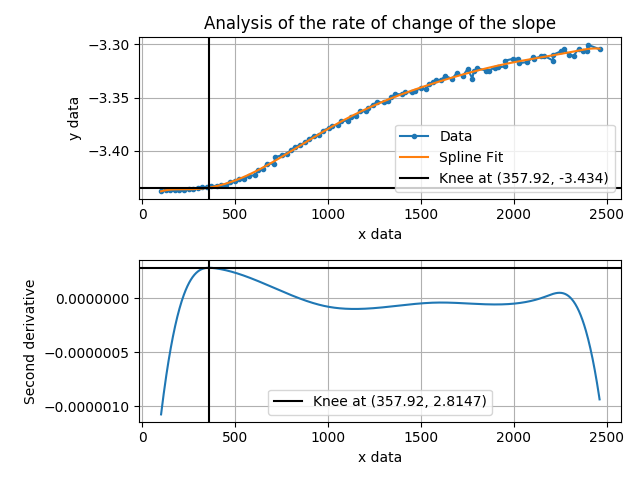 Analysis of the rate of change of the slope
−3.30
−3.35
−3.40
y data
Data
Spline Fit
Knee at (357.92, -3.434)
0 500 1000 1500 2000 2500
x data
0.0000000
−0.0000005
−0.0000010
Second derivative
Knee at (357.92, 2.8147)
0 500 1000 1500 2000 2500
x data